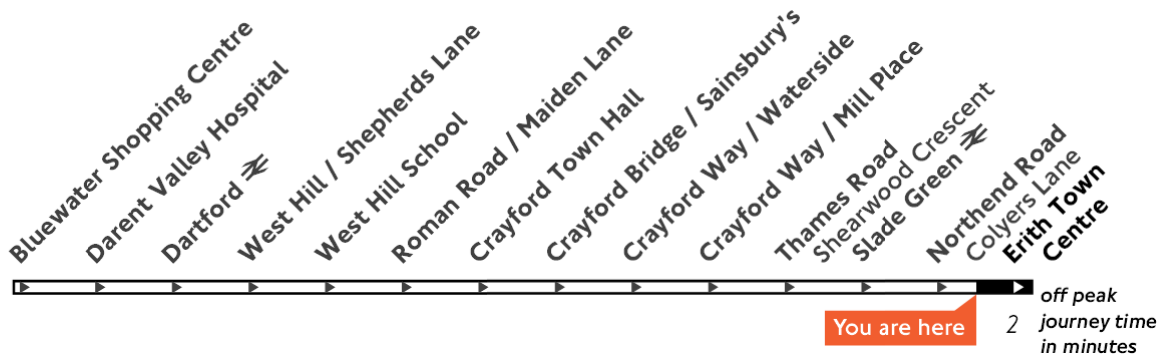 Bluewater Shopping Centre
Darent Valley Hospital
Dartford
West Hill / Shepherds Lane
West Hill School
Roman Road / Maiden Lane
Crayford Town Hall
Crayford Bridge / Sainsbury's
Crayford Way / Waterside
Crayford Way / Mill Place
Thames Road
Shearwood Crescent
Slade Green
Northend Road
Colyers Lane
Erith Town
Centre
You are here
2
off peak
journey time
in minutes